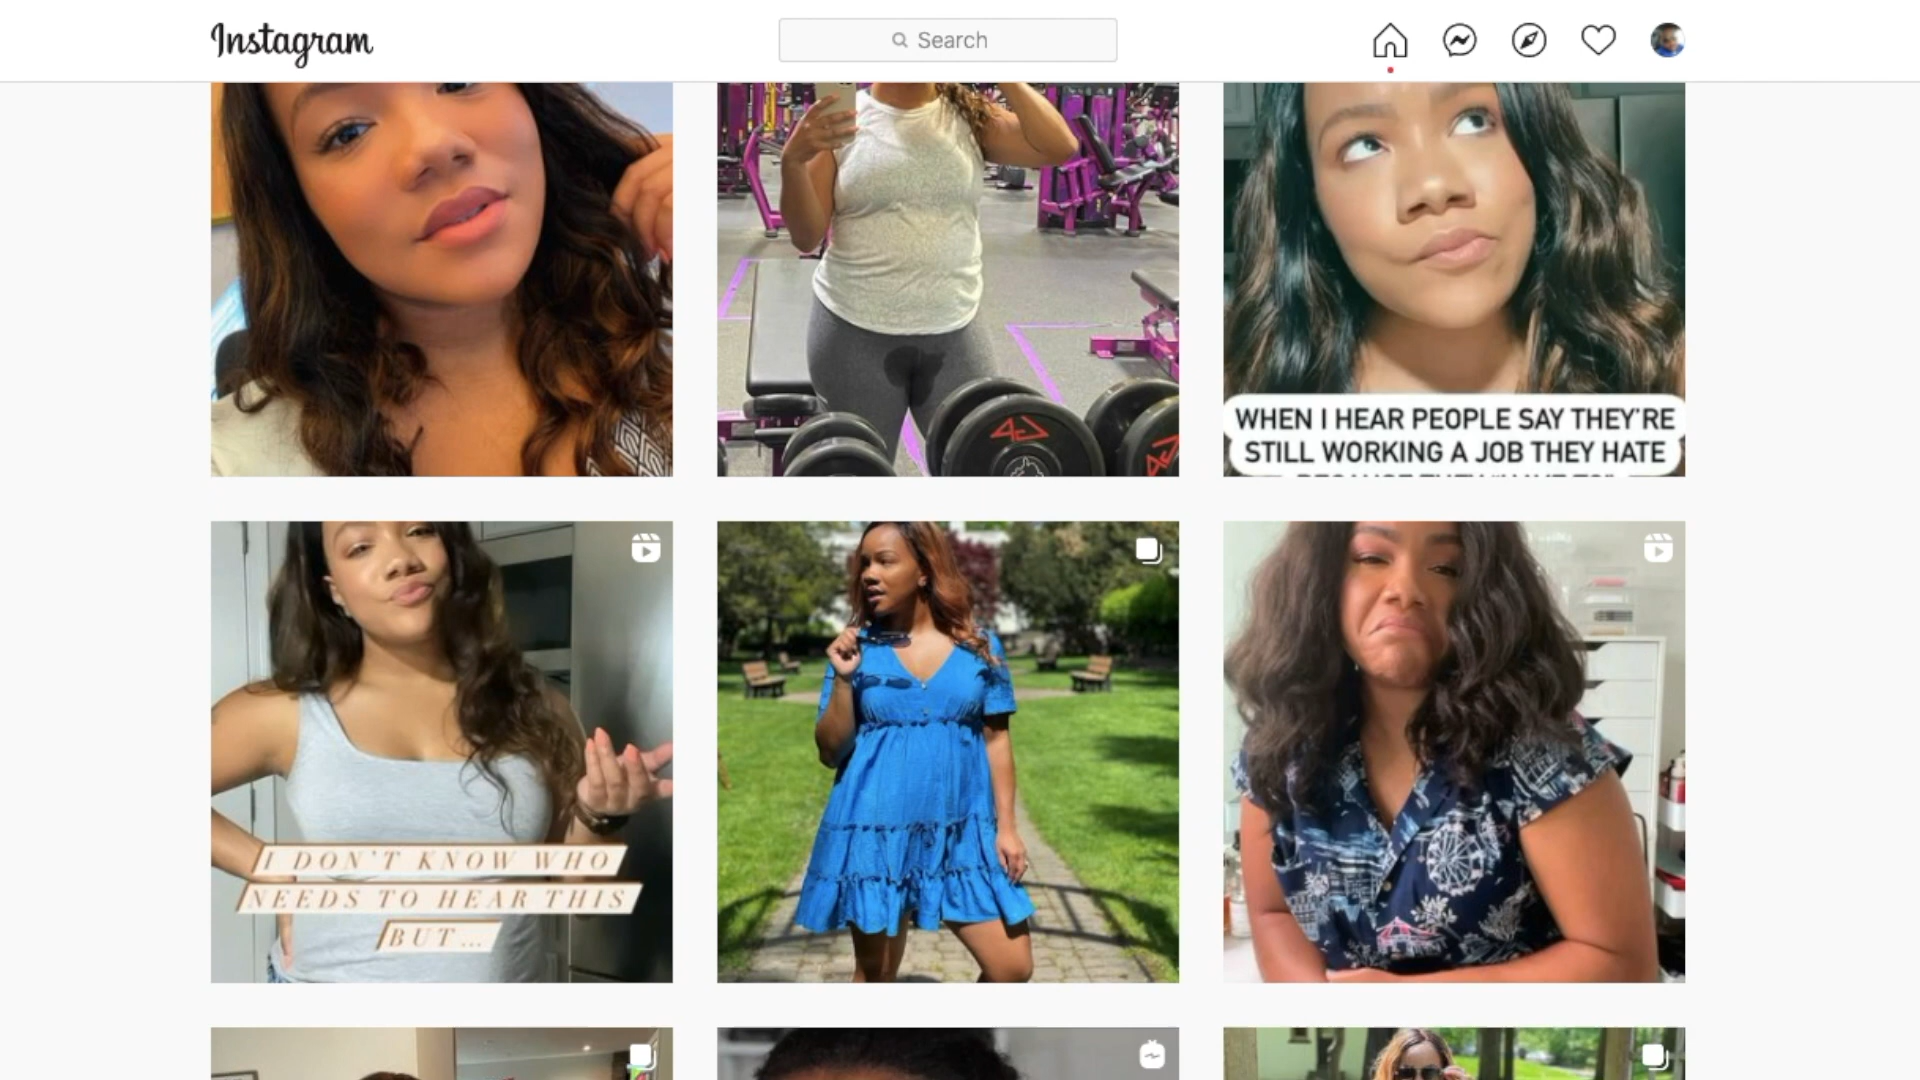 Instagram
Search
WHEN I HEAR PEOPLE SAY THEY'RE
STILL WORKING A JOB THEY HATE
I DON'T KNOW WHO
NEEDS TO HEAR THIS
BUT...